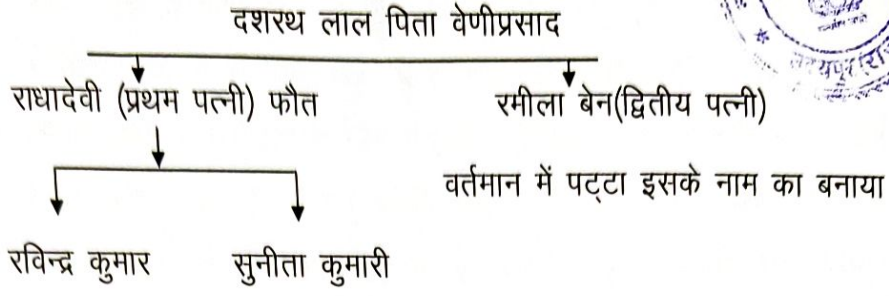 दशरथ लाल पिता वेणीप्रसाद
राधादेवी (प्रथम पत्नी) फौत
रमीला बेन(द्वितीय पत्नी)
वर्तमान में पट्टा इसके नाम का बनाया
रविन्द्र कुमार
सुनीता कुमारी